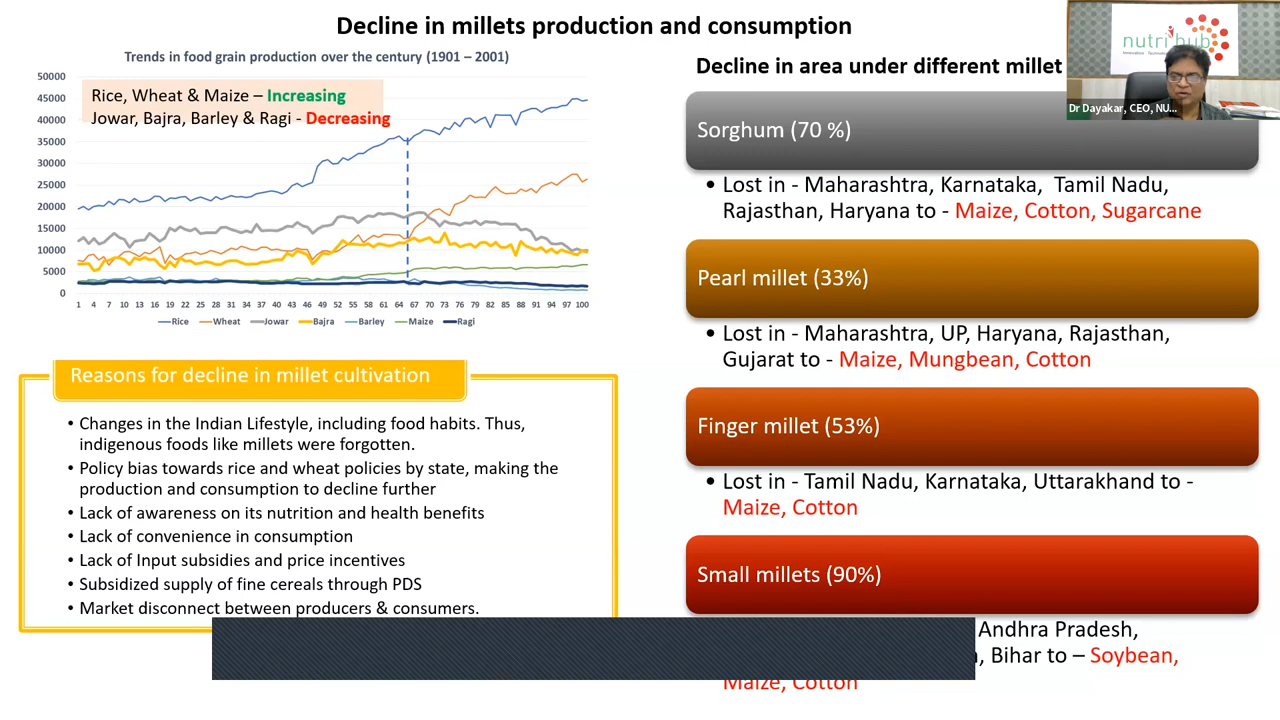 Decline in millets production and consumption
Trends in food grain production over the century (1901 – 2001)
50000
45000
40000
35000
30000
25000
20000
15000
10000
5000
0
Rice, Wheat & Maize – Increasing
Jowar, Bajra, Barley & Ragi - Decreasing
1 4 7 10 13 16 19 22 25 28 31 34 37 40 43 46 49 52 55 58 61 64 67 70 73 76 79 82 85 88 91 94 97 100
Rice Wheat Jowar Bajra Barley Maize Ragi
Reasons for decline in millet cultivation
• Changes in the Indian Lifestyle, including food habits. Thus,
indigenous foods like millets were forgotten.
• Policy bias towards rice and wheat policies by state, making the
production and consumption to decline further
• Lack of awareness on its nutrition and health benefits
• Lack of convenience in consumption
• Lack of Input subsidies and price incentives
• Subsidized supply of fine cereals through PDS
• Market disconnect between producers & consumers.
Decline in area under different millet
Sorghum (70 %)
• Lost in - Maharashtra, Karnataka, Tamil Nadu,
Rajasthan, Haryana to - Maize, Cotton, Sugarcane
Pearl millet (33%)
• Lost in - Maharashtra, UP, Haryana, Rajasthan,
Gujarat to - Maize, Mungbean, Cotton
Finger millet (53%)
• Lost in - Tamil Nadu, Karnataka, Uttarakhand to -
Maize, Cotton
Small millets (90%)
Andhra Pradesh,
, Bihar to – Soybean,
Maize, Cotton
nutrihub
Dr Dayakar, CEO, NU...